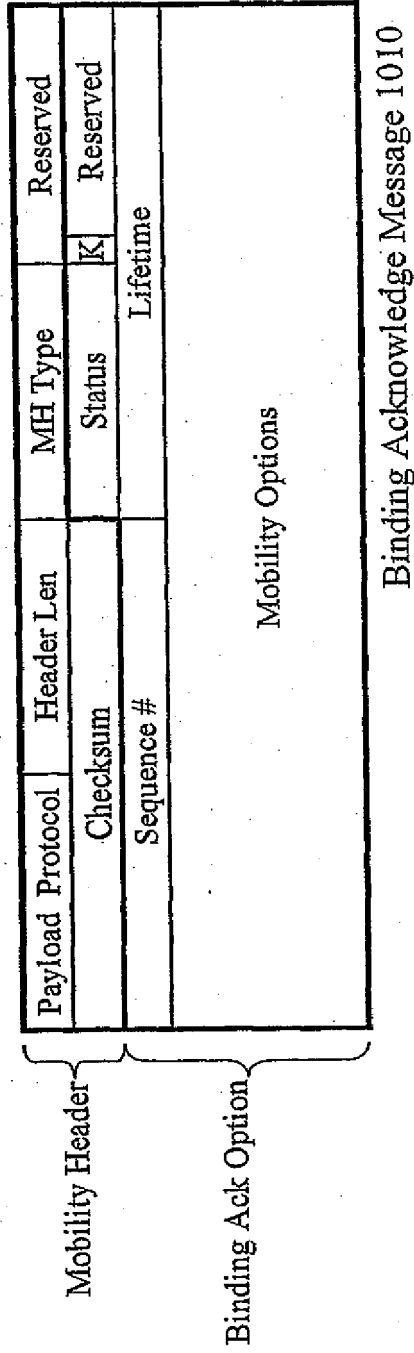 Mobility Header
Payload Protocol Header Len MH Type Reserved
Checksum Status K Reserved
Binding Ack Option
Sequence # Lifetime
Mobility Options
Binding Acknowledge Message 1010